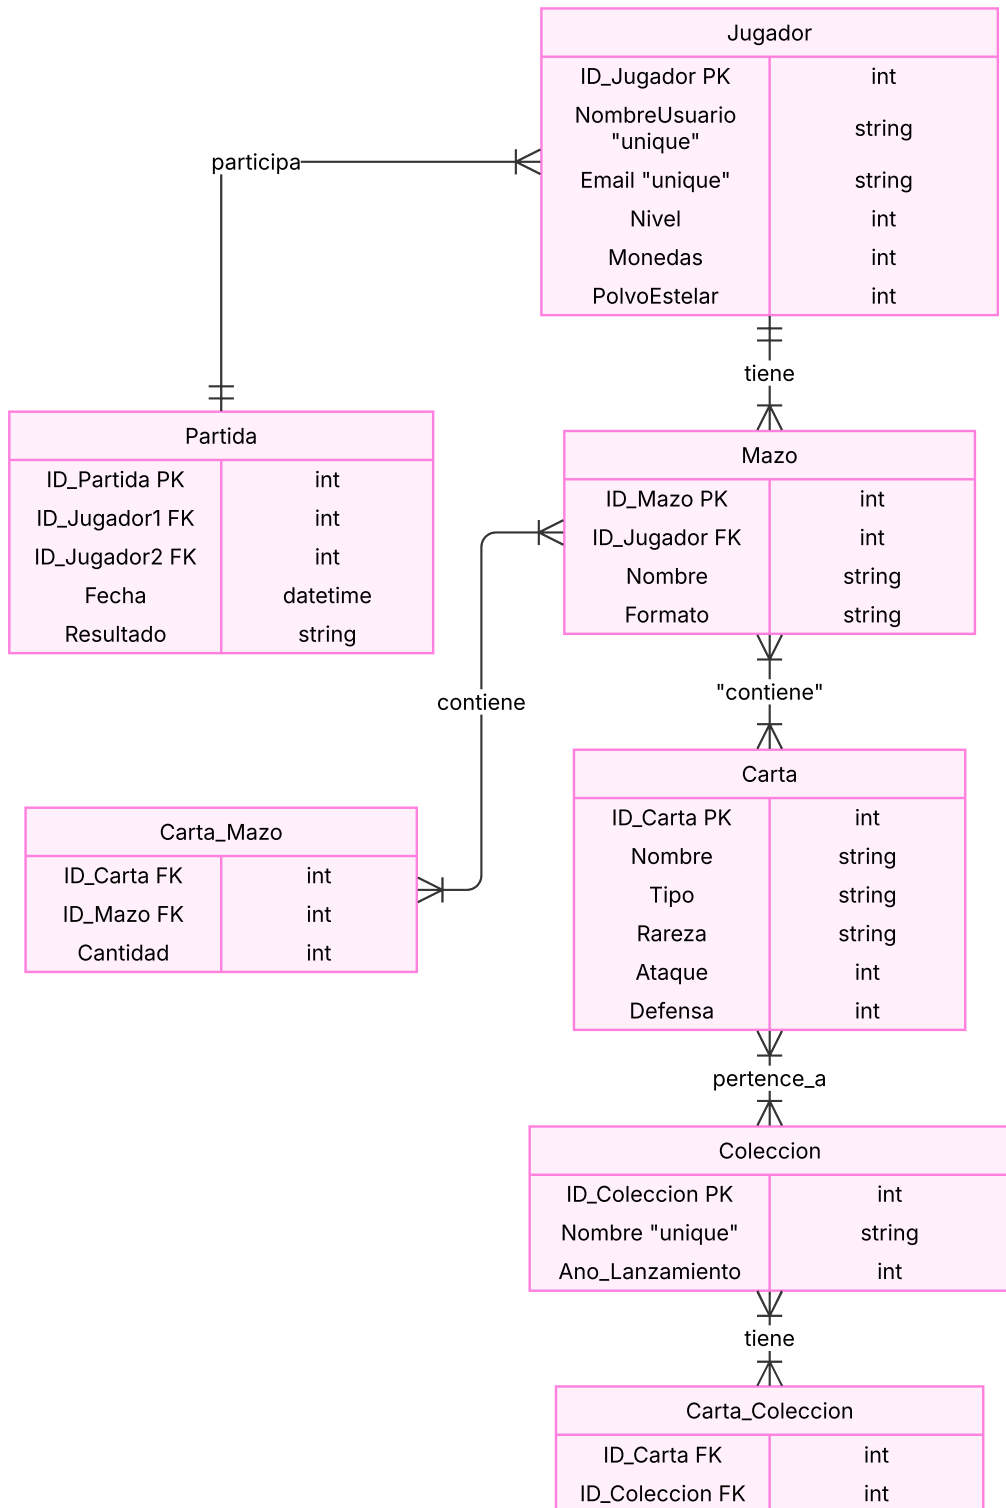 Jugador
ID_Jugador PK int
NombreUsuario
"unique" string
Email "unique" string
Nivel int
Monedas int
PolvoEstelar int
participa
tiene
Partida
ID_Partida PK int
ID_Jugador1 FK int
ID_Jugador2 FK int
Fecha datetime
Resultado string
Mazo
ID_Mazo PK int
ID_Jugador FK int
Nombre string
Formato string
contiene
"contiene"
Carta_Mazo
ID_Carta FK int
ID_Mazo FK int
Cantidad int
Carta
ID_Carta PK int
Nombre string
Tipo string
Rareza string
Ataque int
Defensa int
pertence_a
Coleccion
ID_Coleccion PK int
Nombre "unique" string
Ano_Lanzamiento int
tiene
Carta_Coleccion
ID_Carta FK int
ID_Coleccion FK int